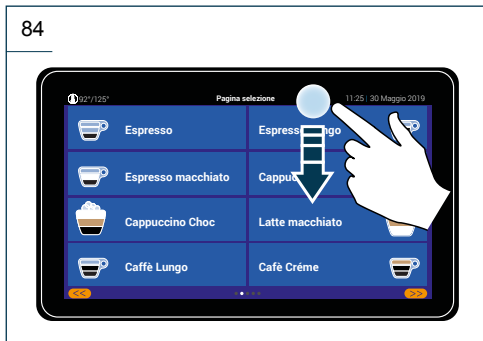 84
92°/125° Pagina selezione 11:25 30 Maggio 2019
Espresso
Espresso macchiato
Cappuccino Choc Latte macchiato
Caffè Lungo Cafè Créme
<< >>